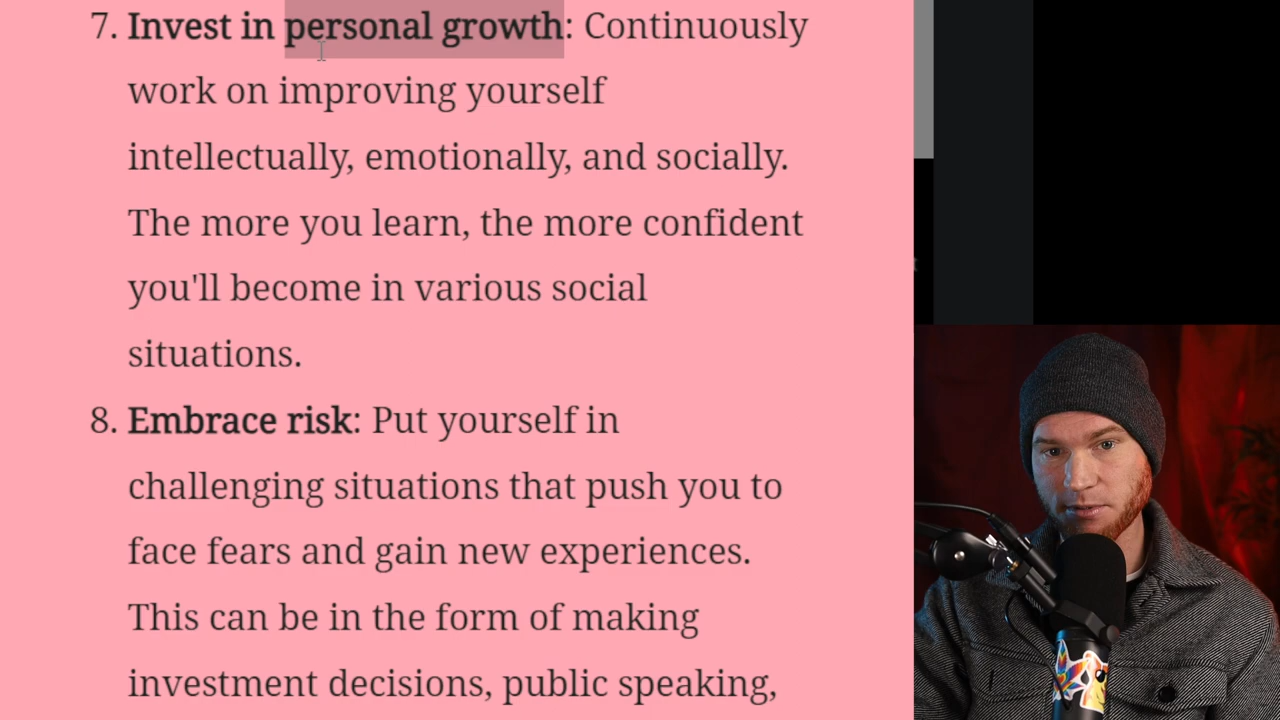 7. Invest in personal growth: Continuously
work on improving yourself
intellectually, emotionally, and socially.
The more you learn, the more confident
you'll become in various social
situations.
8. Embrace risk: Put yourself in
challenging situations that push you to
face fears and gain new experiences.
This can be in the form of making
investment decisions, public speaking,